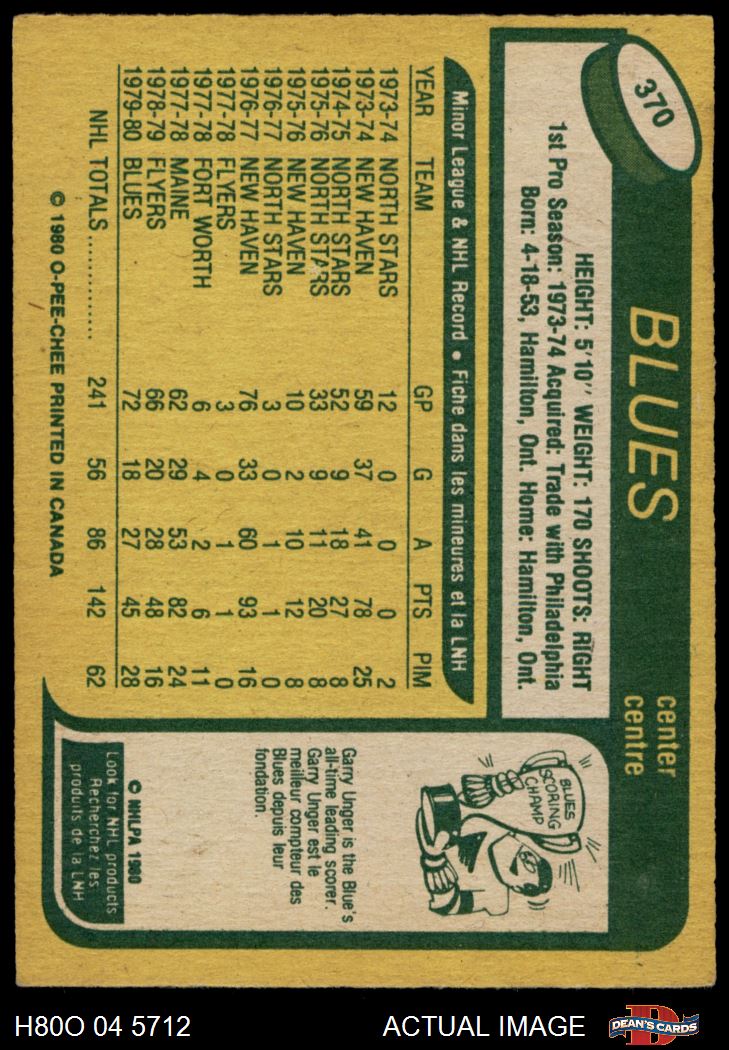 370
BLUES
center
centre
HEIGHT: 5'10" WEIGHT: 170 SHOOTS: RIGHT
1st Pro Season: 1973-74 Acquired: Trade with Philadelphia
Born: 4-18-53, Hamilton, Ont. Home: Hamilton, Ont.
Minor League & NHL Record • Fiche dans les mineures et la LNH
YEAR TEAM GP G A PTS PIM
1973-74 NORTH STARS 12 0 0 0 2
1973-74 NEW HAVEN 59 37 41 78 25
1974-75 NORTH STARS 52 9 18 27 8
1975-76 NORTH STARS 33 9 11 20 8
1975-76 NEW HAVEN 10 2 10 12 8
1976-77 NORTH STARS 3 0 1 1 0
1976-77 NEW HAVEN 76 33 60 93 16
1977-78 FLYERS 3 0 1 1 0
1977-78 FORT WORTH 6 4 2 6 11
1977-78 MAINE 62 29 53 82 24
1978-79 FLYERS 66 20 28 48 16
1979-80 BLUES 72 18 27 45 28
NHL TOTALS .............. 241 56 86 142 62
© 1980 O-PEE-CHEE PRINTED IN CANADA
BLUES
SCORING
CHAMP
Garry Unger is the Blue's
all-time leading scorer.
Garry Unger est le
meilleur compteur des
Blues depuis leur
fondation.
© NHLPA 1980
Look for NHL products
Recherchez les
produits de la LNH
H80O 04 5712
ACTUAL IMAGE
DEAN'S CARDS